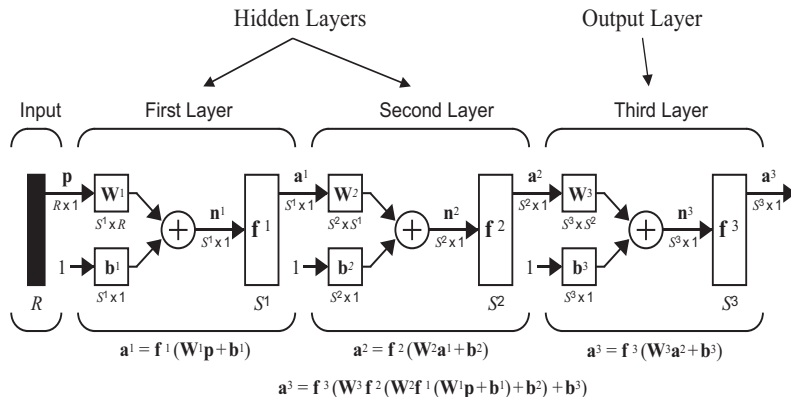 Hidden Layers Output Layer
Input First Layer Second Layer Third Layer
p a¹ a² a³
R x 1 W¹ S¹ x 1 W² S² x 1 W³ S³ x 1
S¹ x R n¹ f ¹ S² x S¹ n² f ² S³ x S² n³ f ³
+ S¹ x 1 + S² x 1 + S³ x 1
1 b¹ 1 b² 1 b³
S¹ x 1 S² x 1 S³ x 1
R S¹ S² S³
a¹ = f ¹ (W¹p + b¹) a² = f ² (W²a¹ + b²) a³ = f ³ (W³a² + b³)
a³ = f ³ (W³ f ² (W²f ¹ (W¹p + b¹) + b²) + b³)